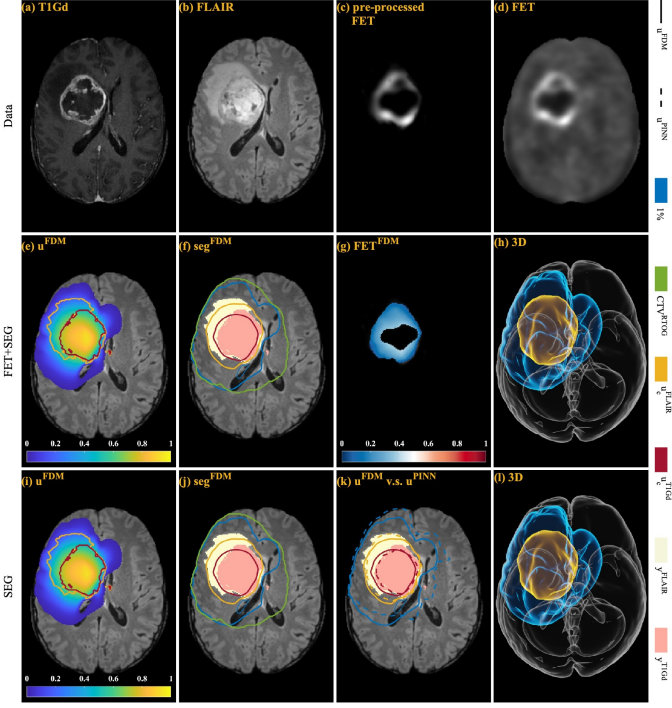 (a) T1Gd
(b) FLAIR
(c) pre-processed
FET
(d) FET
Data
(e) u^FDM
(f) seg^FDM
(g) FET^FDM
(h) 3D
FET+SEG
0 0.2 0.4 0.6 0.8 1
0 0.2 0.4 0.6 0.8 1
(i) u^FDM
(j) seg^FDM
(k) u^FDM v.s. u^PINN
(l) 3D
SEG
0 0.2 0.4 0.6 0.8 1
u^FDM
u^PINN
1%
CTV^RTOG
u_c^FLAIR
u_c^T1Gd
y^FLAIR
y^T1Gd